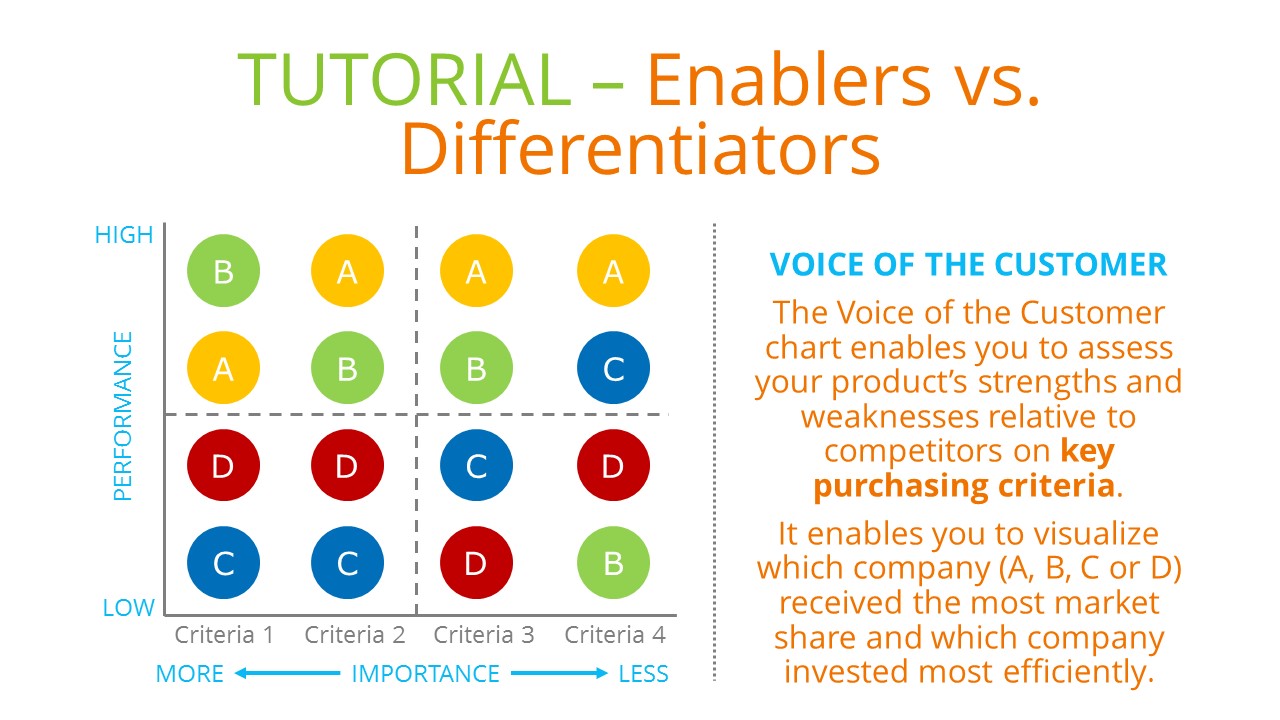 TUTORIAL – Enablers vs.
Differentiators
HIGH
B A A A
A B B C
PERFORMANCE
D D C D
C C D B
LOW
Criteria 1 Criteria 2 Criteria 3 Criteria 4
MORE IMPORTANCE LESS
VOICE OF THE CUSTOMER
The Voice of the Customer
chart enables you to assess
your product’s strengths and
weaknesses relative to
competitors on key
purchasing criteria.
It enables you to visualize
which company (A, B, C or D)
received the most market
share and which company
invested most efficiently.